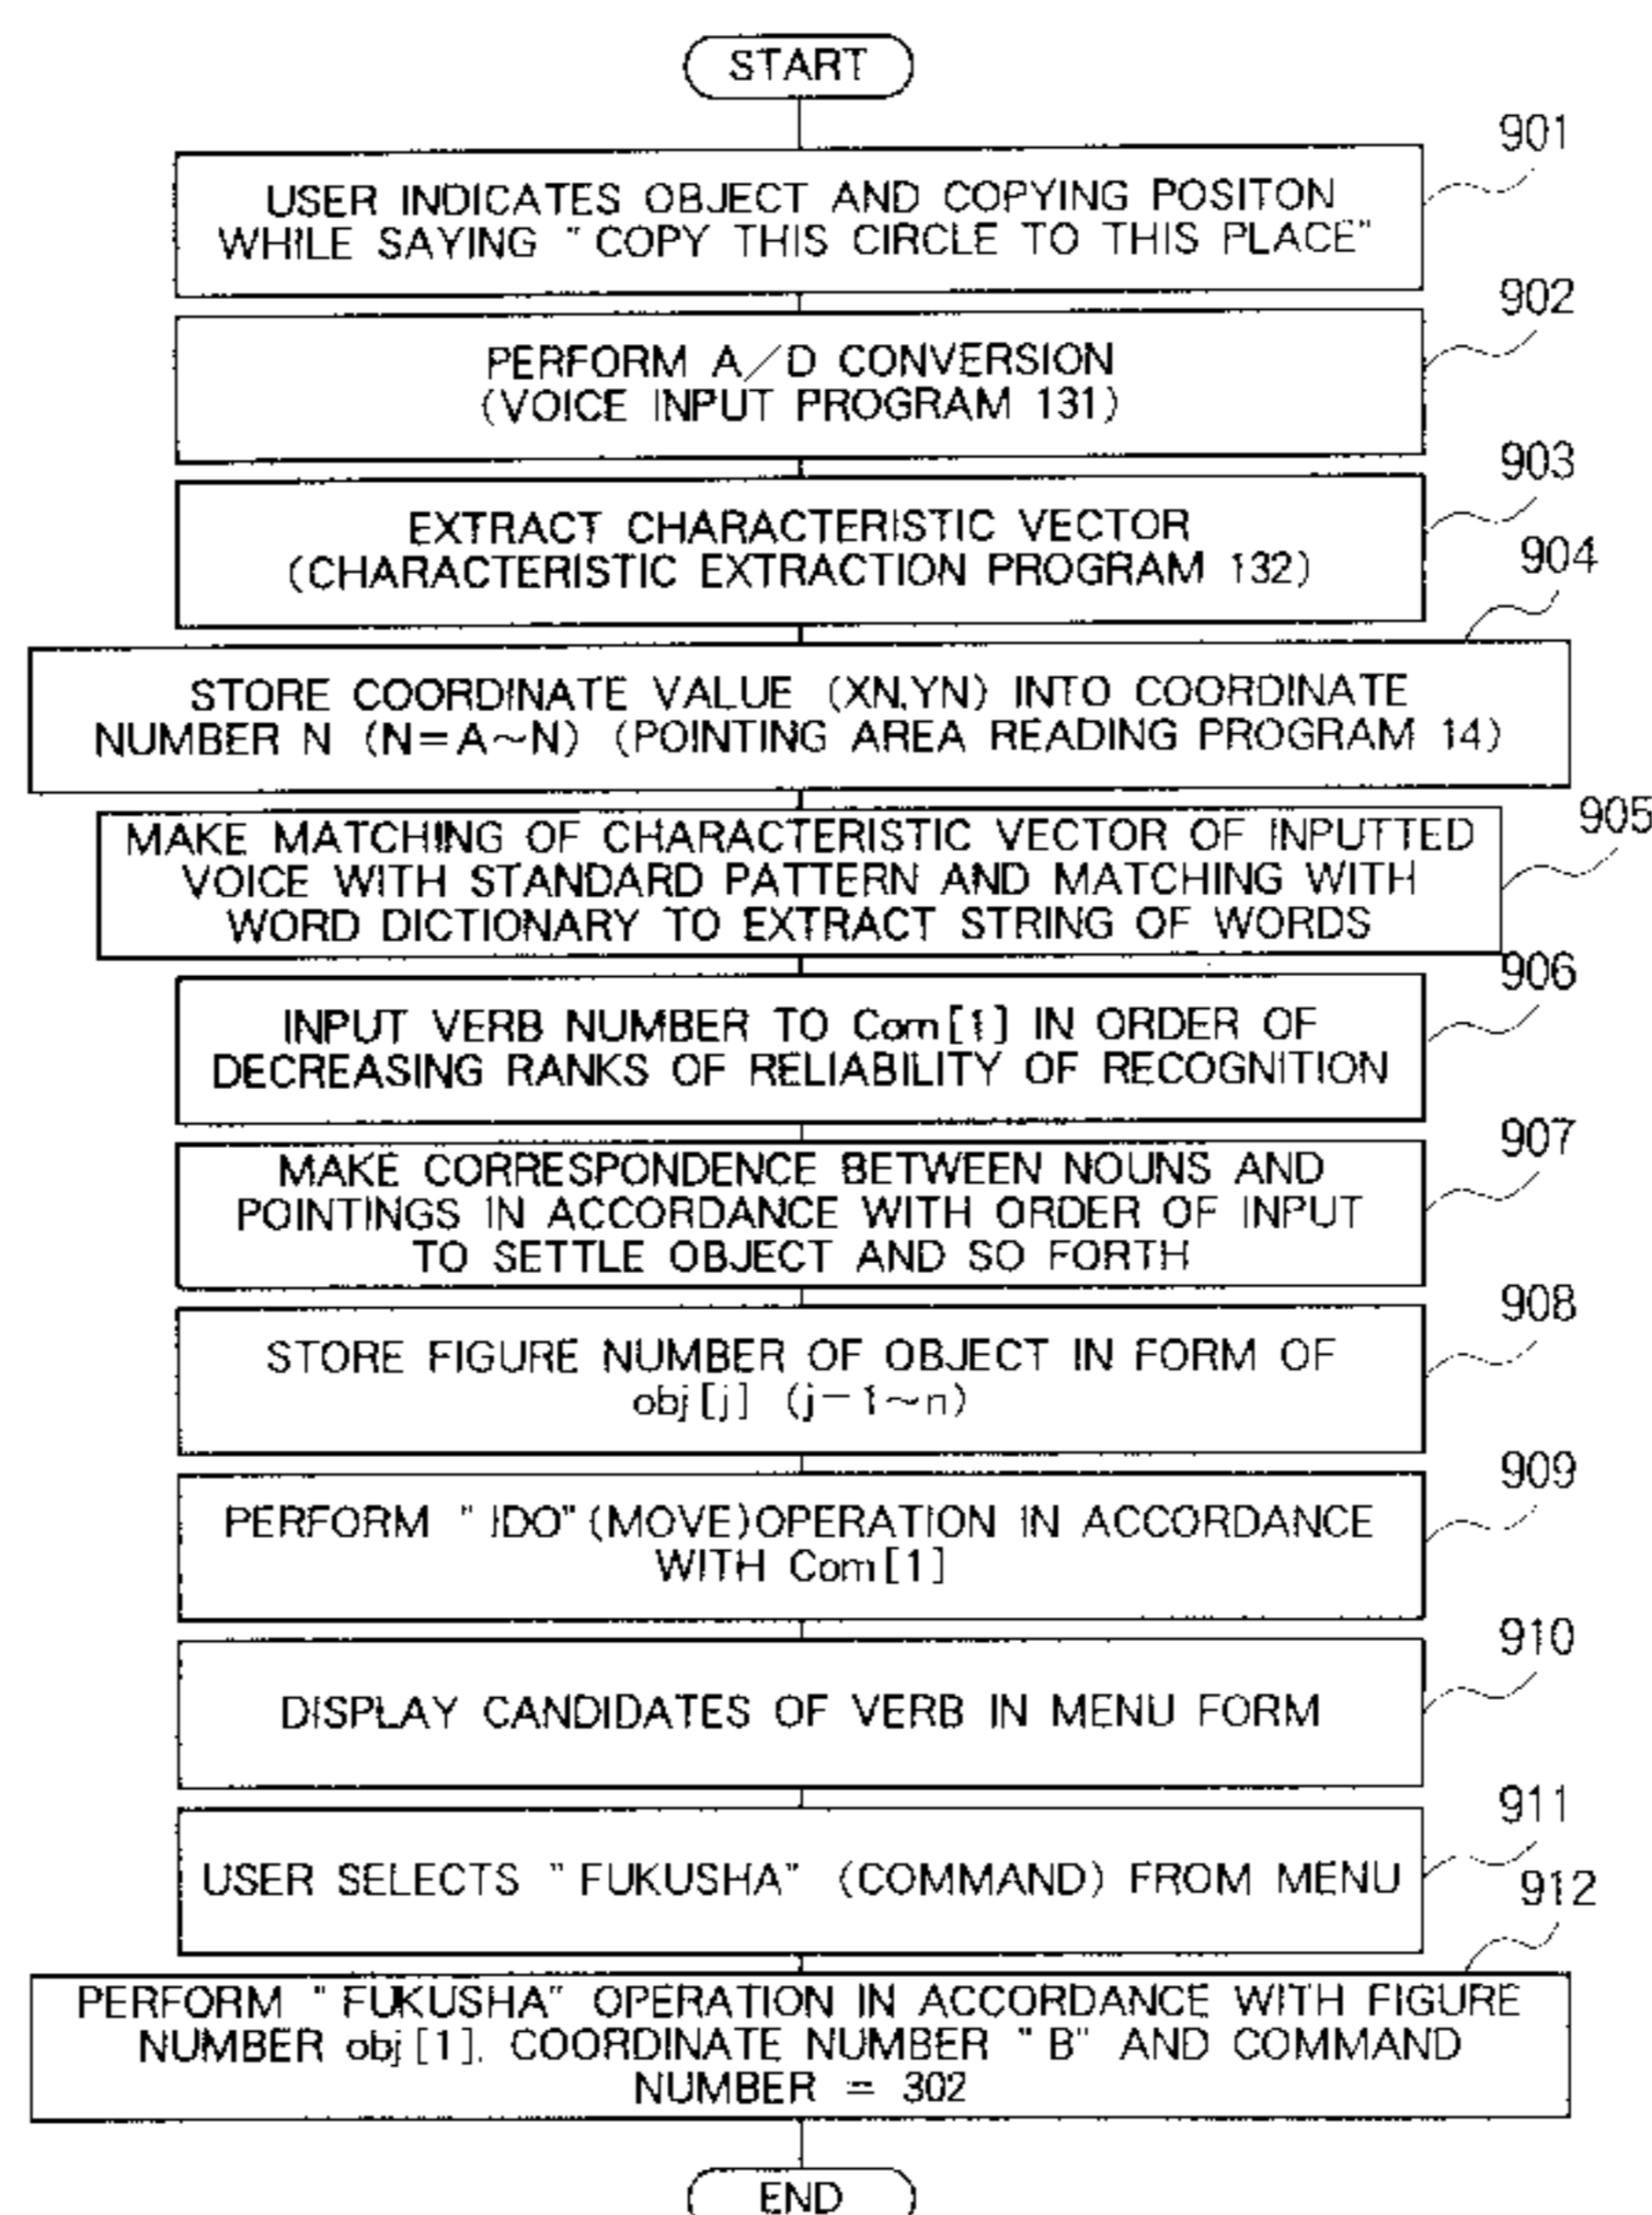 START
901
USER INDICATES OBJECT AND COPYING POSITON
WHILE SAYING "COPY THIS CIRCLE TO THIS PLACE"
902
PERFORM A/D CONVERSION
(VOICE INPUT PROGRAM 131)
903
EXTRACT CHARACTERISTIC VECTOR
(CHARACTERISTIC EXTRACTION PROGRAM 132)
904
STORE COORDINATE VALUE (XN,YN) INTO COORDINATE
NUMBER N (N=A~N) (POINTING AREA READING PROGRAM 14)
905
MAKE MATCHING OF CHARACTERISTIC VECTOR OF INPUTTED
VOICE WITH STANDARD PATTERN AND MATCHING WITH
WORD DICTIONARY TO EXTRACT STRING OF WORDS
906
INPUT VERB NUMBER TO Com[1] IN ORDER OF
DECREASING RANKS OF RELIABILITY OF RECOGNITION
907
MAKE CORRESPONDENCE BETWEEN NOUNS AND
POINTINGS IN ACCORDANCE WITH ORDER OF INPUT
TO SETTLE OBJECT AND SO FORTH
908
STORE FIGURE NUMBER OF OBJECT IN FORM OF
obj[j] (j-1~n)
909
PERFORM "IDO"(MOVE)OPERATION IN ACCORDANCE
WITH Com[1]
910
DISPLAY CANDIDATES OF VERB IN MENU FORM
911
USER SELECTS "FUKUSHA" (COMMAND) FROM MENU
912
PERFORM "FUKUSHA" OPERATION IN ACCORDANCE WITH FIGURE
NUMBER obj[1], COORDINATE NUMBER "B" AND COMMAND
NUMBER = 302
END